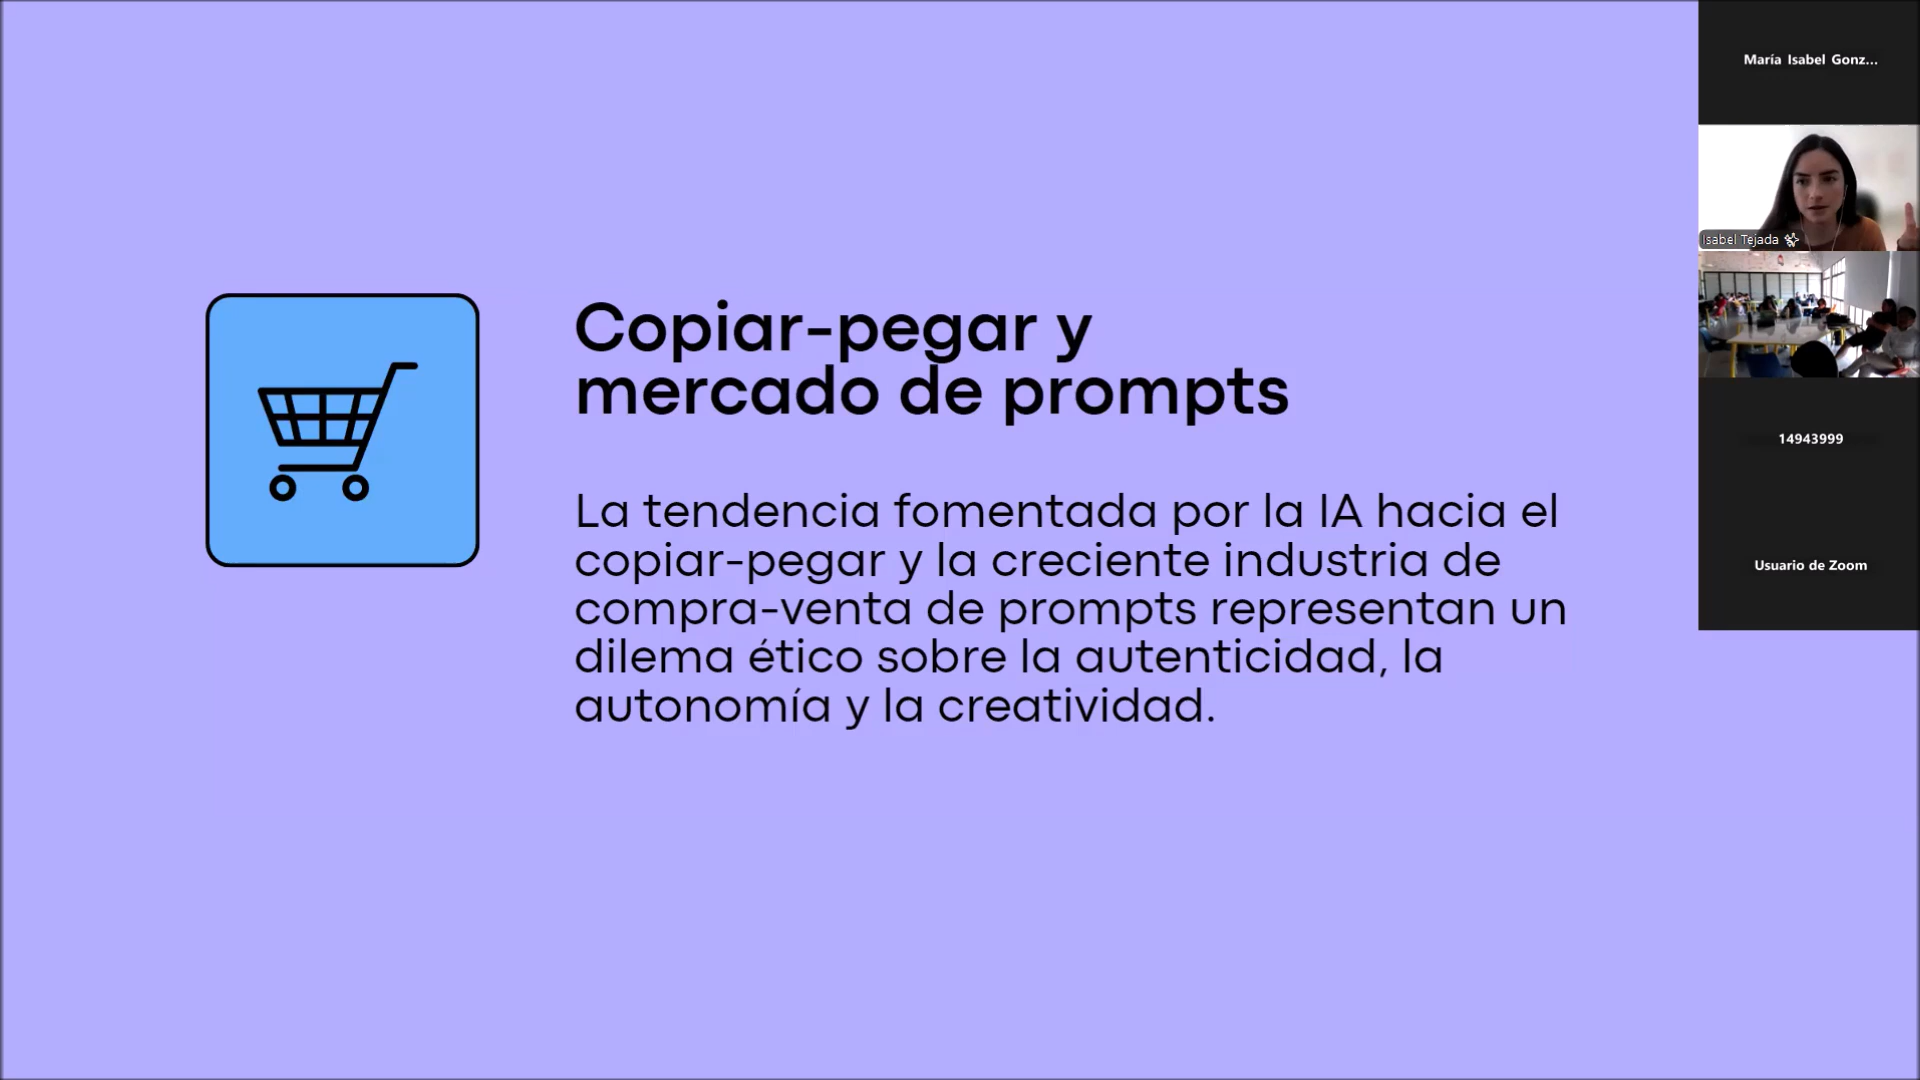 Copiar-pegar y
mercado de prompts
La tendencia fomentada por la IA hacia el
copiar-pegar y la creciente industria de
compra-venta de prompts representan un
dilema ético sobre la autenticidad, la
autonomía y la creatividad.
María Isabel Gonz...
Isabel Tejada
14943999
Usuario de Zoom